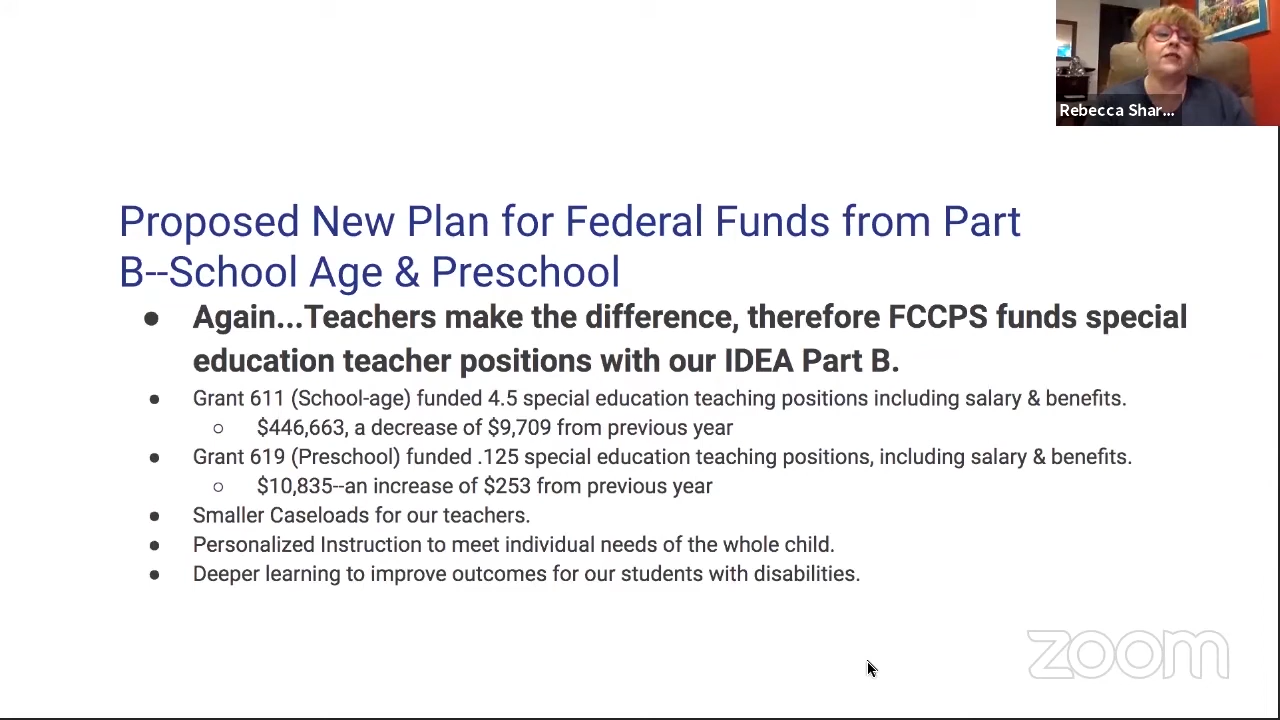 Rebecca Shar...
Proposed New Plan for Federal Funds from Part
B--School Age & Preschool
● Again...Teachers make the difference, therefore FCCPS funds special
education teacher positions with our IDEA Part B.
● Grant 611 (School-age) funded 4.5 special education teaching positions including salary & benefits.
○ $446,663, a decrease of $9,709 from previous year
● Grant 619 (Preschool) funded .125 special education teaching positions, including salary & benefits.
○ $10,835--an increase of $253 from previous year
● Smaller Caseloads for our teachers.
● Personalized Instruction to meet individual needs of the whole child.
● Deeper learning to improve outcomes for our students with disabilities.
zoom